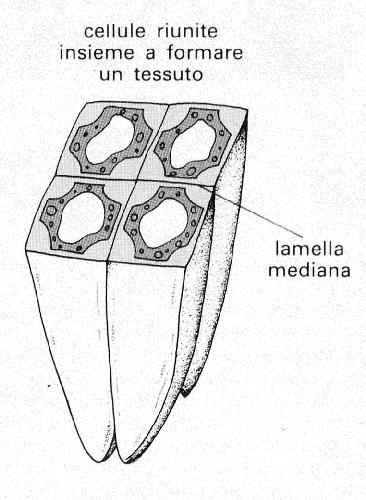 cellule riunite
insieme a formare
un tessuto
lamella
mediana